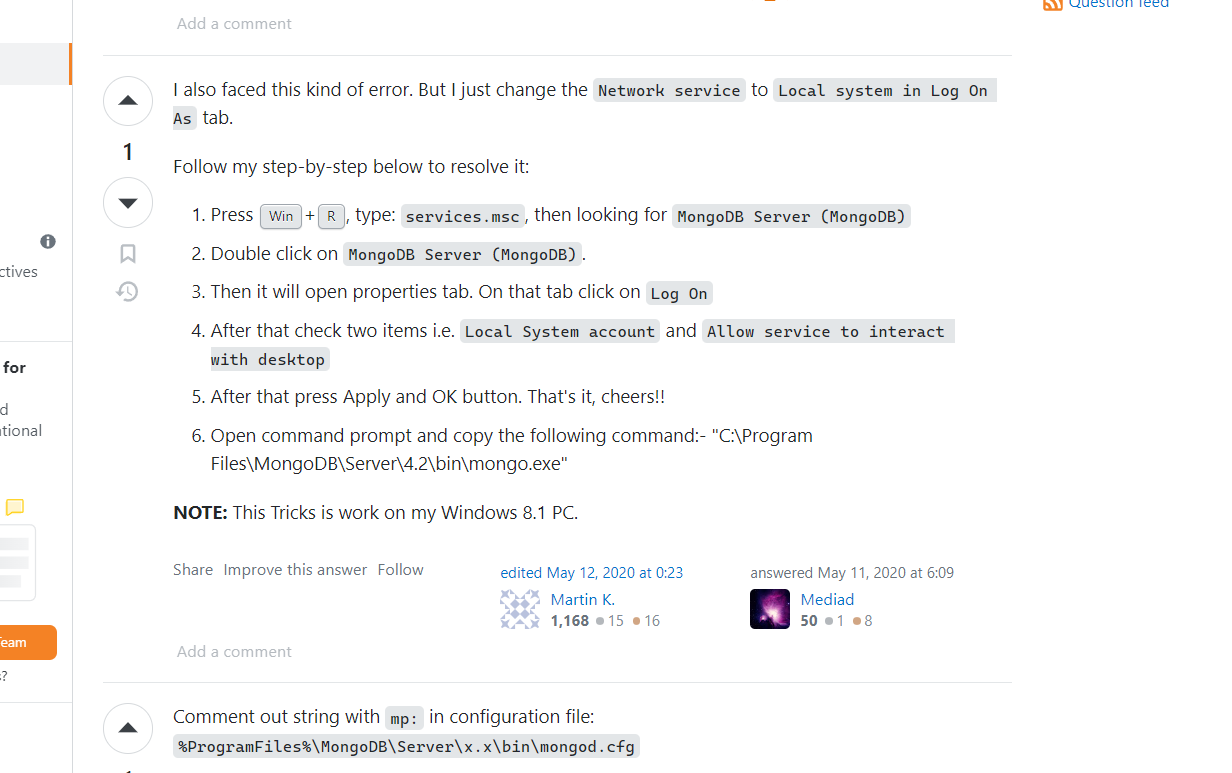 Add a comment
Question feed
I also faced this kind of error. But I just change the Network service to Local system in Log On
As tab.
1
Follow my step-by-step below to resolve it:
1. Press Win + R, type: services.msc, then looking for MongoDB Server (MongoDB)
2. Double click on MongoDB Server (MongoDB).
3. Then it will open properties tab. On that tab click on Log On
4. After that check two items i.e. Local System account and Allow service to interact
with desktop
5. After that press Apply and OK button. That's it, cheers!!
6. Open command prompt and copy the following command:- "C:\Program
Files\MongoDB\Server\4.2\bin\mongo.exe"
NOTE: This Tricks is work on my Windows 8.1 PC.
Share Improve this answer Follow
edited May 12, 2020 at 0:23
Martin K.
1,168 15 16
answered May 11, 2020 at 6:09
Mediad
50 1 8
Add a comment
Comment out string with mp: in configuration file:
%ProgramFiles%\MongoDB\Server\x.x\bin\mongod.cfg
ctives
for
d
ational
Team
s?